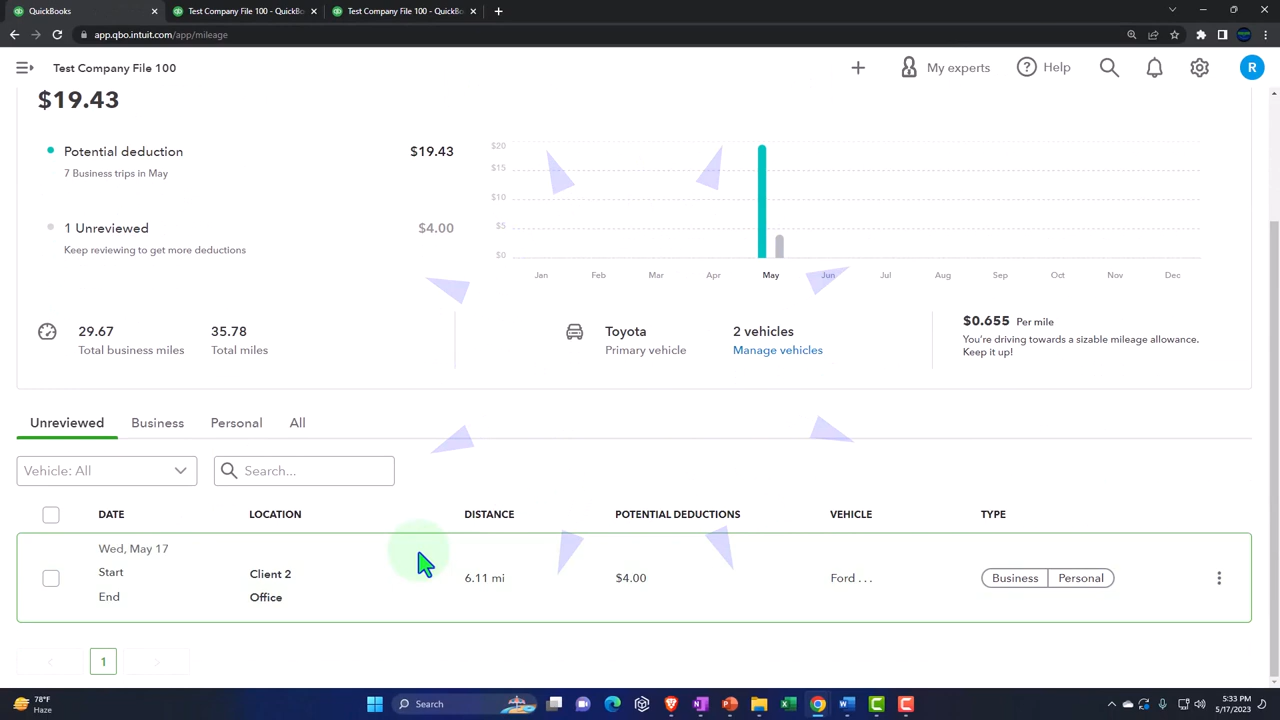 QuickBooks
Test Company File 100 - QuickBo
Test Company File 100 - QuickBo
app.qbo.intuit.com/app/mileage
Test Company File 100
My experts
Help
R
$19.43
Potential deduction
$19.43
7 Business trips in May
1 Unreviewed
$4.00
Keep reviewing to get more deductions
$20
$15
$10
$5
$0
Jan Feb Mar Apr May Jun Jul Aug Sep Oct Nov Dec
29.67
Total business miles
35.78
Total miles
Toyota
Primary vehicle
2 vehicles
Manage vehicles
$0.655 Per mile
You're driving towards a sizable mileage allowance.
Keep it up!
Unreviewed Business Personal All
Vehicle: All
Search...
DATE LOCATION DISTANCE POTENTIAL DEDUCTIONS VEHICLE TYPE
Wed, May 17
Start Client 2
End Office
6.11 mi $4.00 Ford . . . Business Personal
< 1 >
78°F
Haze
Search
5:33 PM
5/17/2023